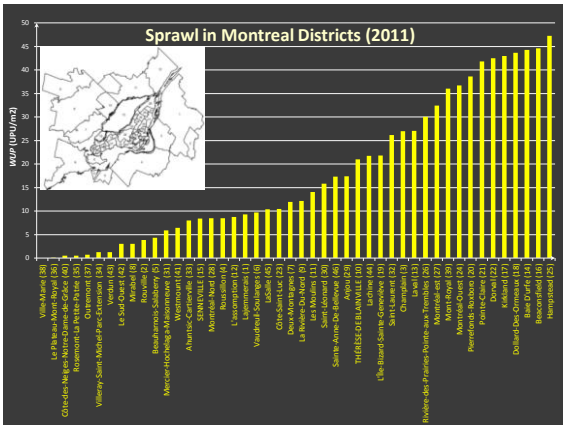 Sprawl in Montreal Districts (2011)
WUP (UPU/m2)
50
45
40
35
30
25
20
15
10
5
0
Ville-Marie (38)
Le Plateau-Mont-Royal (36)
Côte-des-Neiges-Notre-Dame-de-Grâce (40)
Rosemont-La Petite-Patrie (35)
Outremont (37)
Villeray-Saint-Michel-Parc-Extension (34)
Verdun (43)
Le Sud-Ouest (42)
Mirabel (8)
Rouville (2)
Beauharnois-Salaberry (5)
Mercier-Hochelaga-Maisonneuve (31)
Westmount (41)
Ahuntsic-Cartierville (33)
SENNEVILLE (15)
Montréal-Nord (28)
Roussillon (4)
L'assomption (12)
Lajemmerais (1)
Vaudreuil-Soulanges (6)
LaSalle (45)
Côte-Saint-Luc (23)
Deux-Montagnes (7)
La Rivière-Du-Nord (9)
Les Moulins (11)
Saint-Léonard (30)
Sainte-Anne-De-Bellevue (46)
Anjou (29)
THÉRÈSE-DE BLAINVILLE (10)
Lachine (44)
L'Île-Bizard-Sainte-Geneviève (19)
Saint-Laurent (32)
Champlain (3)
Laval (13)
Rivière-des-Prairies-Pointe-aux-Trembles (26)
Montréal-est (27)
Mont-Royal (39)
Montréal-Ouest (24)
Pierrefonds-Roxboro (20)
Pointe-Claire (21)
Dorval (22)
Kirkland (17)
Dollard-Des-Ormeaux (18)
Baie D'urfe (14)
Beaconsfield (16)
Hampstead (25)